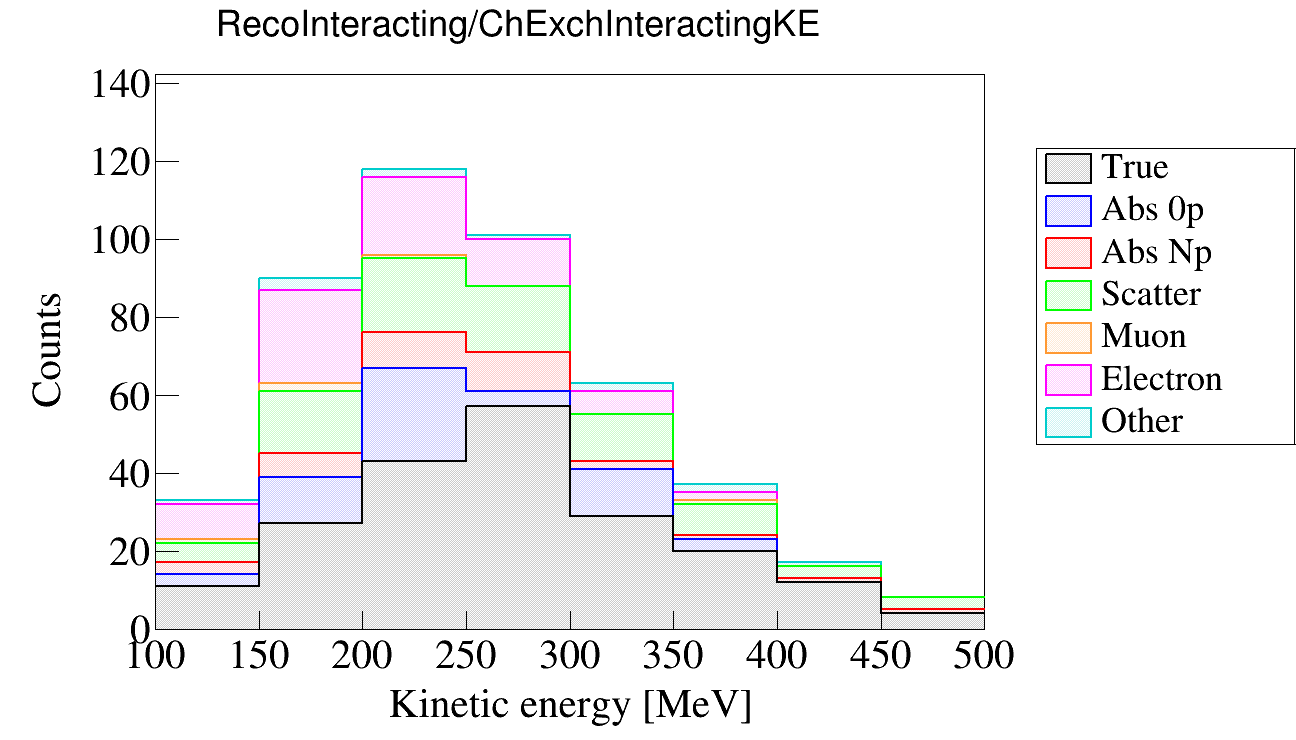 RecoInteracting/ChExchInteractingKE
140
120
100
80
60
40
20
0
Counts
100 150 200 250 300 350 400 450 500
Kinetic energy [MeV]
True
Abs 0p
Abs Np
Scatter
Muon
Electron
Other